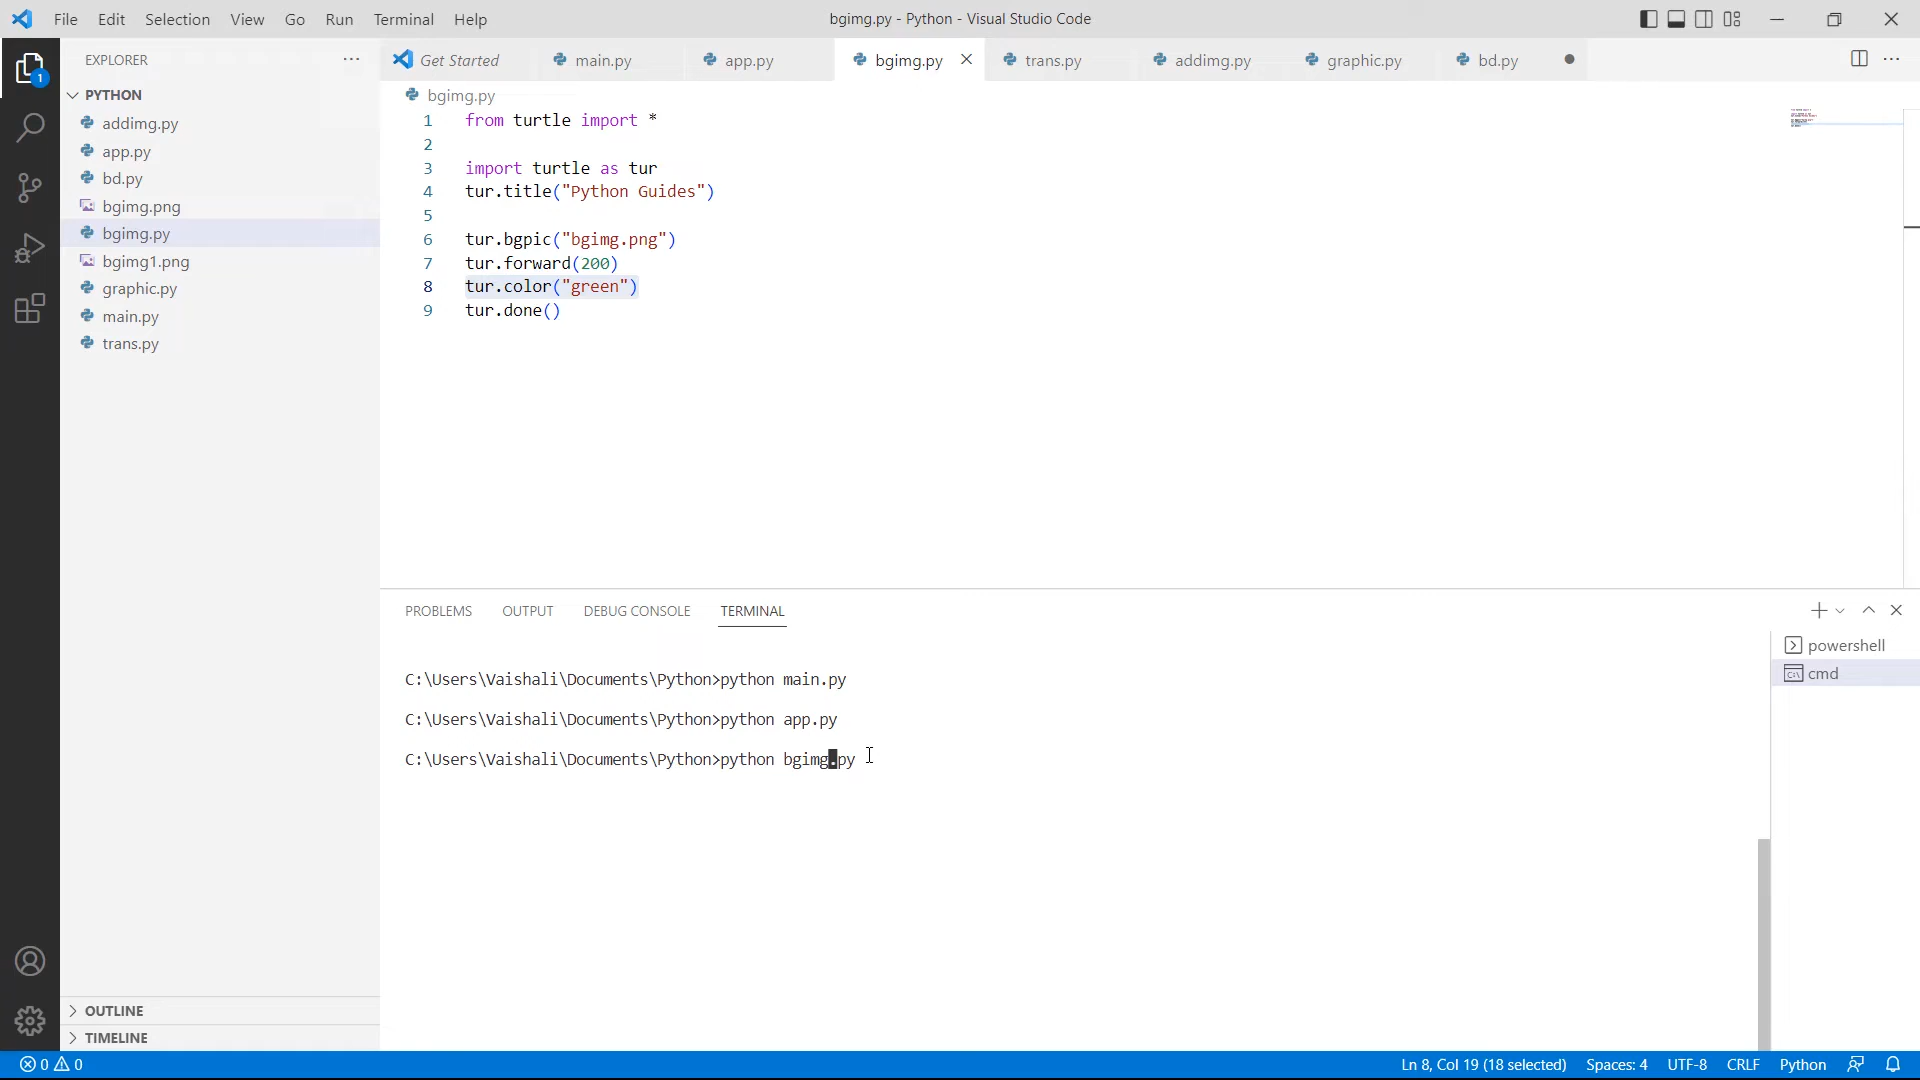 File Edit Selection View Go Run Terminal Help
bgimg.py - Python - Visual Studio Code
1
EXPLORER
PYTHON
addimg.py
app.py
bd.py
bgimg.png
bgimg.py
bgimg1.png
graphic.py
main.py
trans.py
OUTLINE
TIMELINE
Get Started main.py app.py bgimg.py trans.py addimg.py graphic.py bd.py
bgimg.py
1 from turtle import *
2
3 import turtle as tur
4 tur.title("Python Guides")
5
6 tur.bgpic("bgimg.png")
7 tur.forward(200)
8 tur.color("green")
9 tur.done()
PROBLEMS OUTPUT DEBUG CONSOLE TERMINAL
C:\Users\Vaishali\Documents\Python>python main.py
C:\Users\Vaishali\Documents\Python>python app.py
C:\Users\Vaishali\Documents\Python>python bgimg.py
powershell
cmd
0 0
Ln 8, Col 19 (18 selected) Spaces: 4 UTF-8 CRLF Python